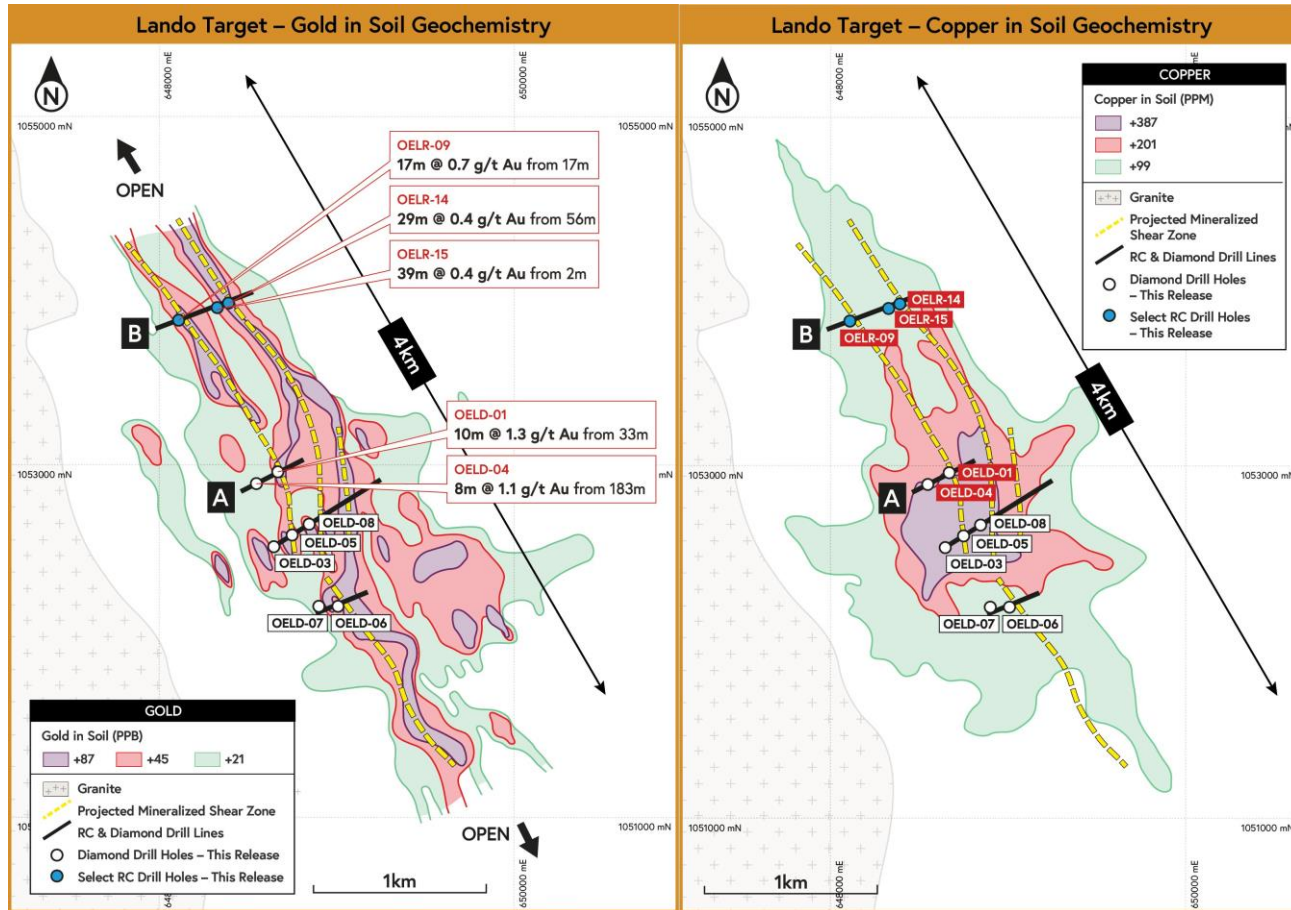 Lando Target – Gold in Soil Geochemistry
N
648000 mE
650000 mE
1055000 mN
OPEN
OELR-09
17m @ 0.7 g/t Au from 17m
OELR-14
29m @ 0.4 g/t Au from 56m
OELR-15
39m @ 0.4 g/t Au from 2m
B
4km
OELD-01
10m @ 1.3 g/t Au from 33m
OELD-04
8m @ 1.1 g/t Au from 183m
A
OELD-08
OELD-05
OELD-03
OELD-07
OELD-06
GOLD
Gold in Soil (PPB)
+87
+45
+21
Granite
Projected Mineralized Shear Zone
RC & Diamond Drill Lines
Diamond Drill Holes – This Release
Select RC Drill Holes – This Release
OPEN
1km
650000 mE
Lando Target – Copper in Soil Geochemistry
N
648000 mE
1055000 mN
COPPER
Copper in Soil (PPM)
+387
+201
+99
Granite
Projected Mineralized
Shear Zone
RC & Diamond Drill Lines
Diamond Drill Holes
– This Release
Select RC Drill Holes
– This Release
OELR-14
OELR-15
OELR-09
B
4km
1053000 mN
OELD-01
OELD-04
A
OELD-08
OELD-05
OELD-03
OELD-07
OELD-06
1051000 mN
1051000 mN
1km
648000 mE
650000 mE